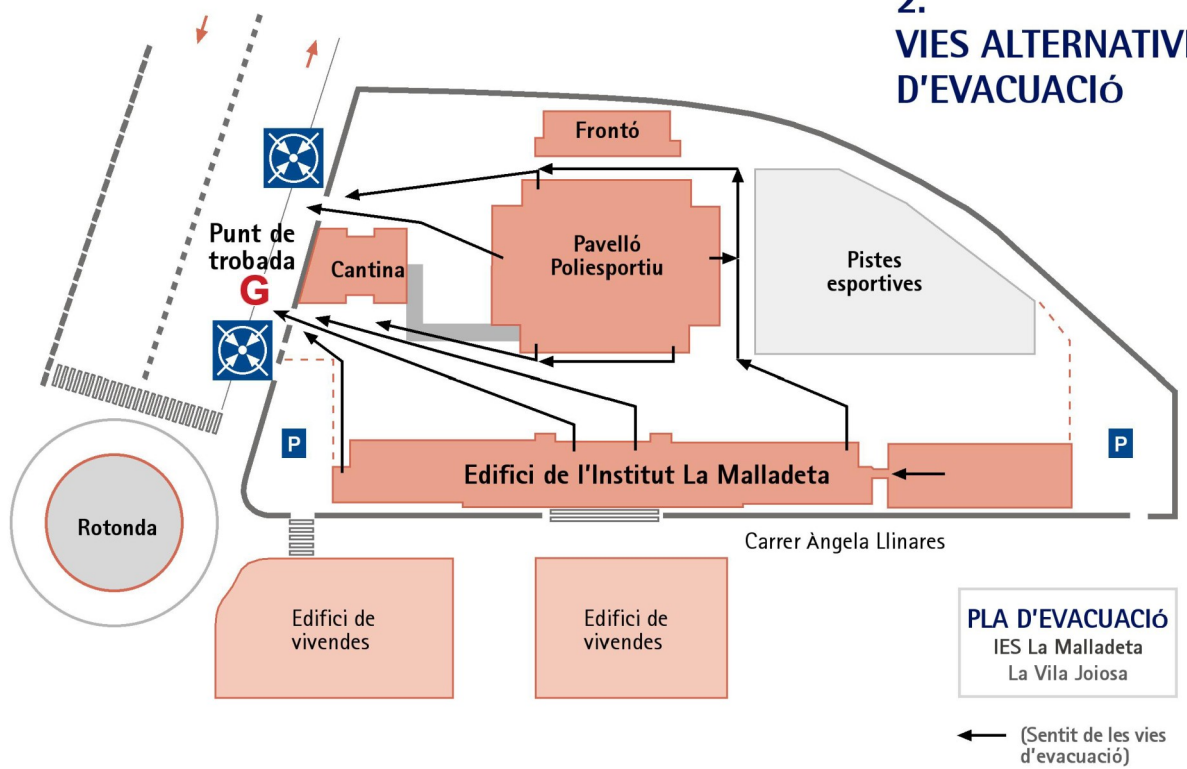 2.
VIES ALTERNATIV
D'EVACUACIÓ
Frontó
Punt de
trobada
G
Cantina
Pavelló
Poliesportiu
Pistes
esportives
P
P
Edifici de l'Institut La Malladeta
Rotonda
Carrer Àngela Llinares
Edifici de
vivendes
Edifici de
vivendes
PLA D'EVACUACIÓ
IES La Malladeta
La Vila Joiosa
(Sentit de les vies
d'evacuació)